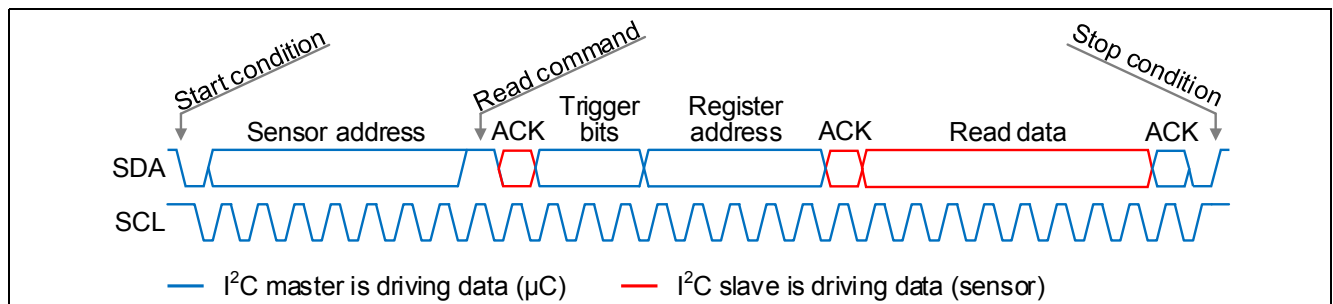 Start condition
Read command
Stop condition
Sensor address
ACK
Trigger bits
Register address
ACK
Read data
ACK
SDA
SCL
I²C master is driving data (µC)
I²C slave is driving data (sensor)